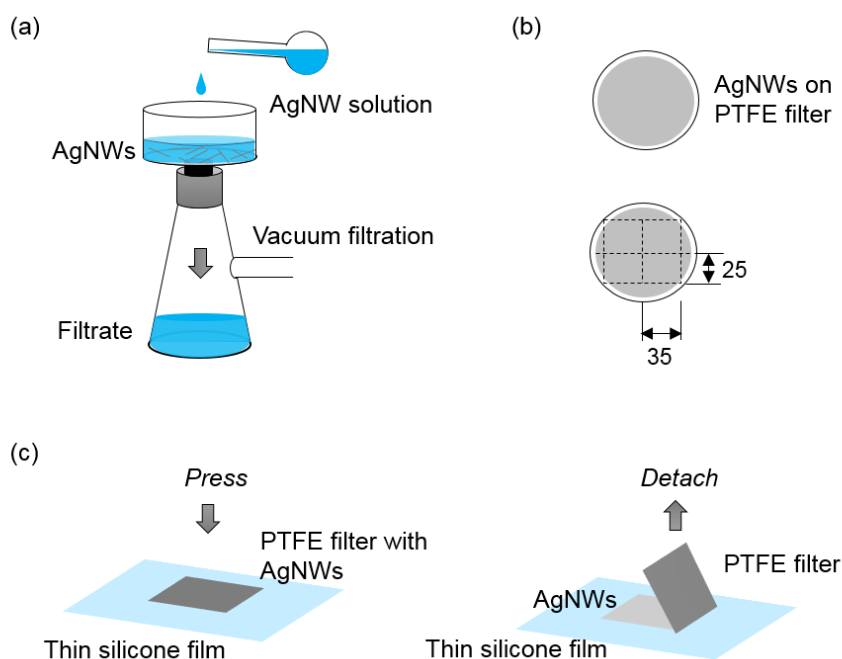 (a)
AgNW solution
AgNWs
Vacuum filtration
Filtrate
(b)
AgNWs on
PTFE filter
25
35
(c)
Press
PTFE filter with
AgNWs
Thin silicone film
Detach
PTFE filter
AgNWs
Thin silicone film